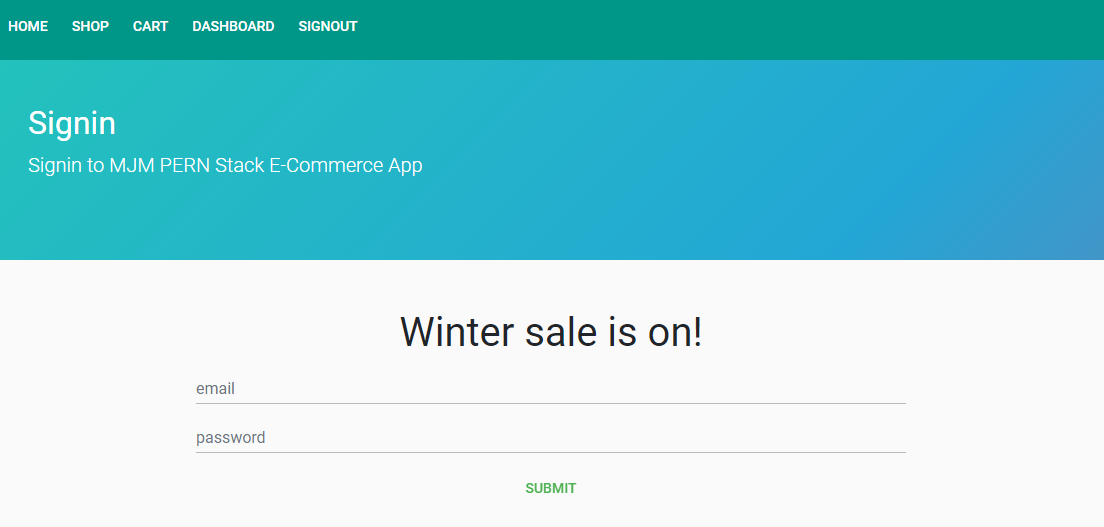 HOME SHOP CART DASHBOARD SIGNOUT
Signin
Signin to MJM PERN Stack E-Commerce App
Winter sale is on!
email
password
SUBMIT